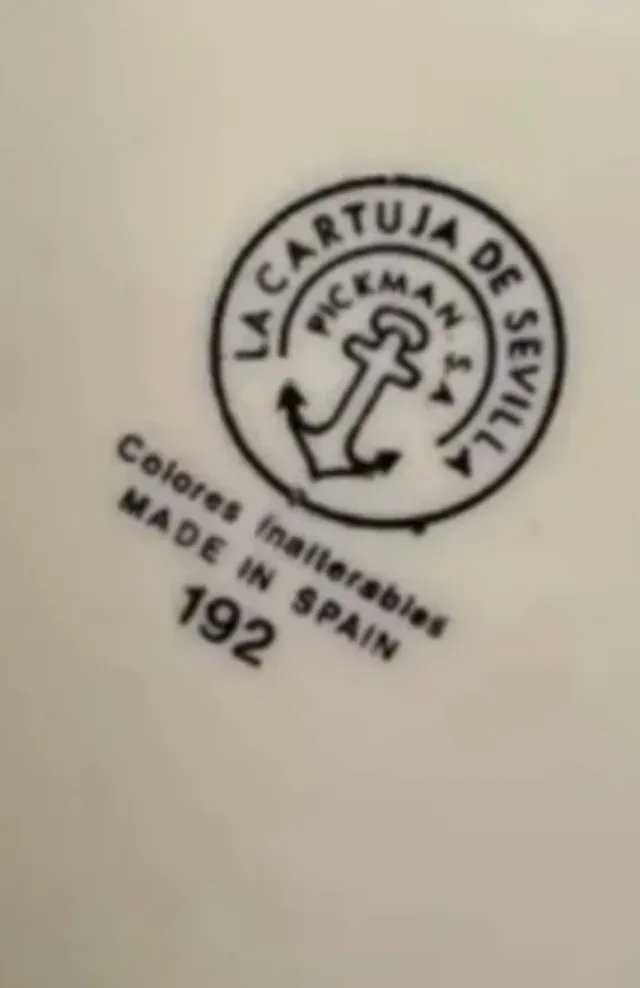 LA CARTUJA DE SEVILLA
PICKMAN. S.A
Colores inalterables
MADE IN SPAIN
192